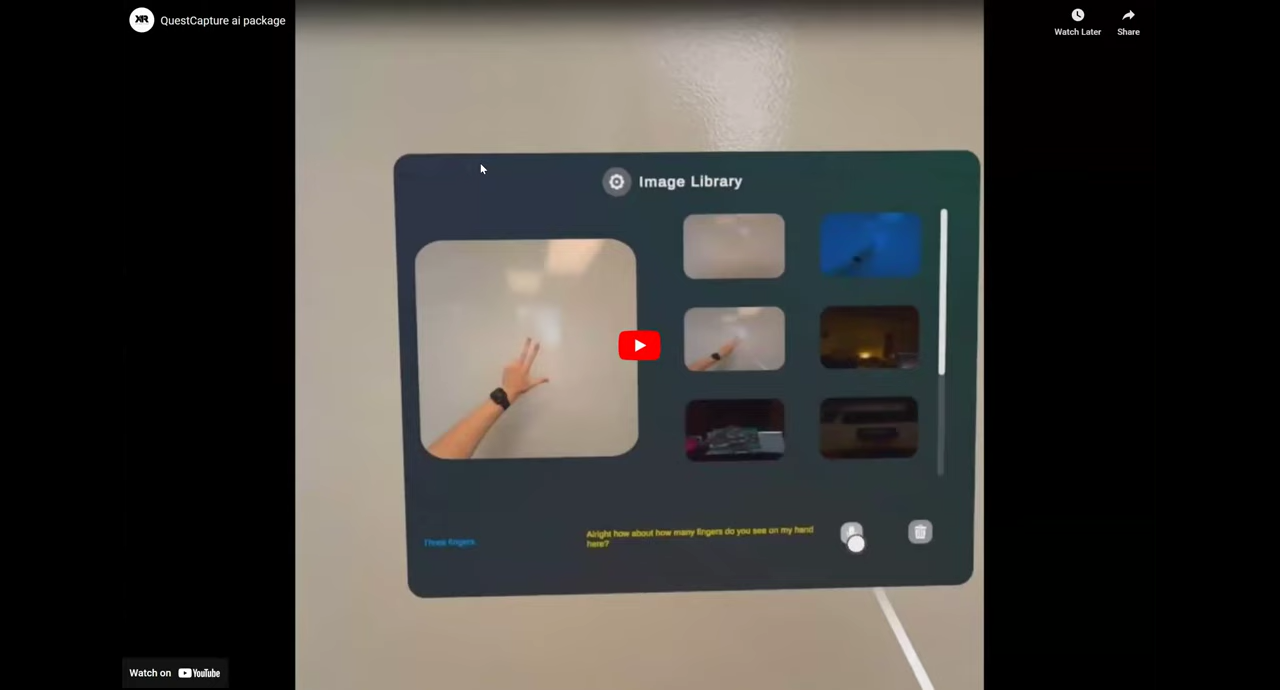 XR
QuestCapture ai package
Watch Later
Share
Image Library
Alright how about how many fingers do you see on my hand
here?
Three fingers
Watch on YouTube